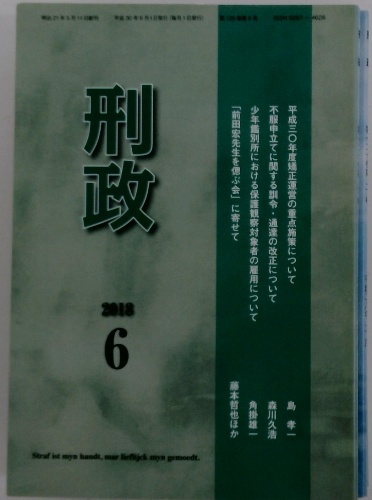 刑政
2018
6
平成三〇年度矯正運営の重点施策について 島 孝一
不服申立てに関する訓令・通達の改正について 森川久浩
少年鑑別所における保護観察対象者の雇用について 角掛雄一
「前田宏先生を偲ぶ会」に寄せて 藤本哲也ほか
Straf ist myn handt, mur lieflijck myn gemoedt.